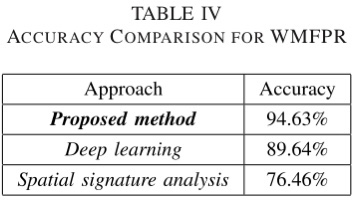 TABLE IV
ACCURACY COMPARISON FOR WMFPR
Approach Accuracy
Proposed method 94.63%
Deep learning 89.64%
Spatial signature analysis 76.46%